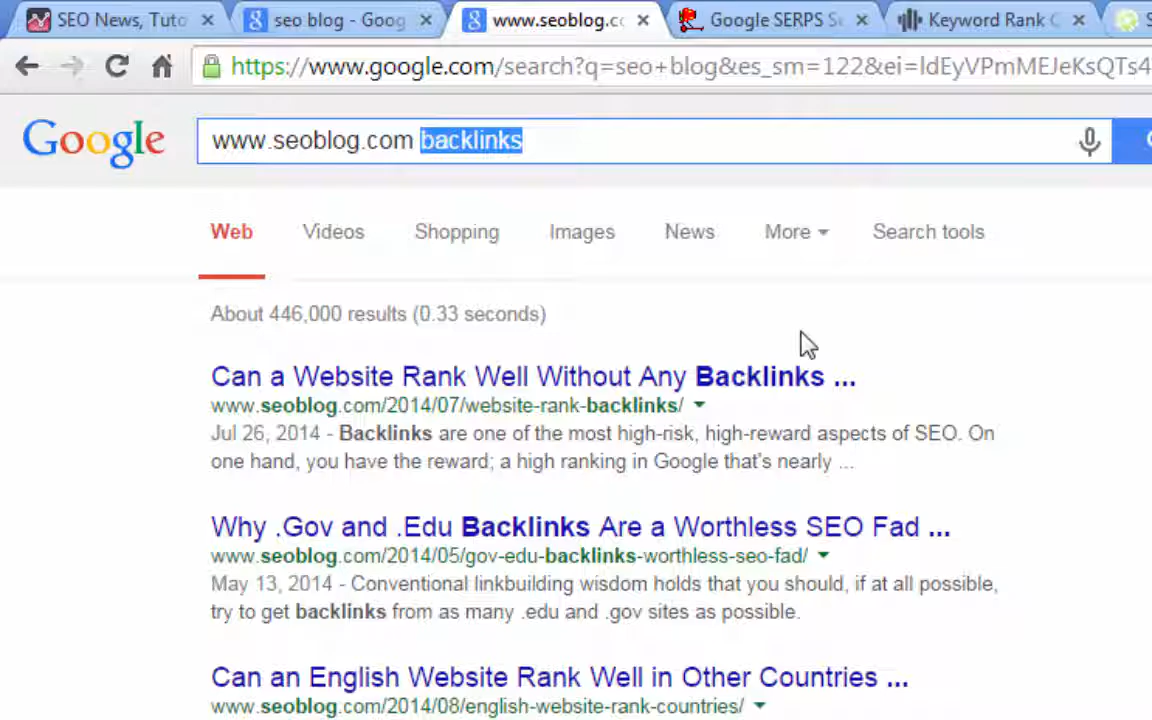 SEO News, Tuto
seo blog - Goog
www.seoblog.co
Google SERPS Se
Keyword Rank C
S
https://www.google.com/search?q=seo+blog&es_sm=122&ei=ldEyVPmMEJeKsQTs4
Google
www.seoblog.com backlinks
Web
Videos
Shopping
Images
News
More
Search tools
About 446,000 results (0.33 seconds)
Can a Website Rank Well Without Any Backlinks ...
www.seoblog.com/2014/07/website-rank-backlinks/
Jul 26, 2014 - Backlinks are one of the most high-risk, high-reward aspects of SEO. On
one hand, you have the reward; a high ranking in Google that's nearly ...
Why .Gov and .Edu Backlinks Are a Worthless SEO Fad ...
www.seoblog.com/2014/05/gov-edu-backlinks-worthless-seo-fad/
May 13, 2014 - Conventional linkbuilding wisdom holds that you should, if at all possible,
try to get backlinks from as many .edu and .gov sites as possible.
Can an English Website Rank Well in Other Countries ...
www.seoblog.com/2014/08/english-website-rank-countries/